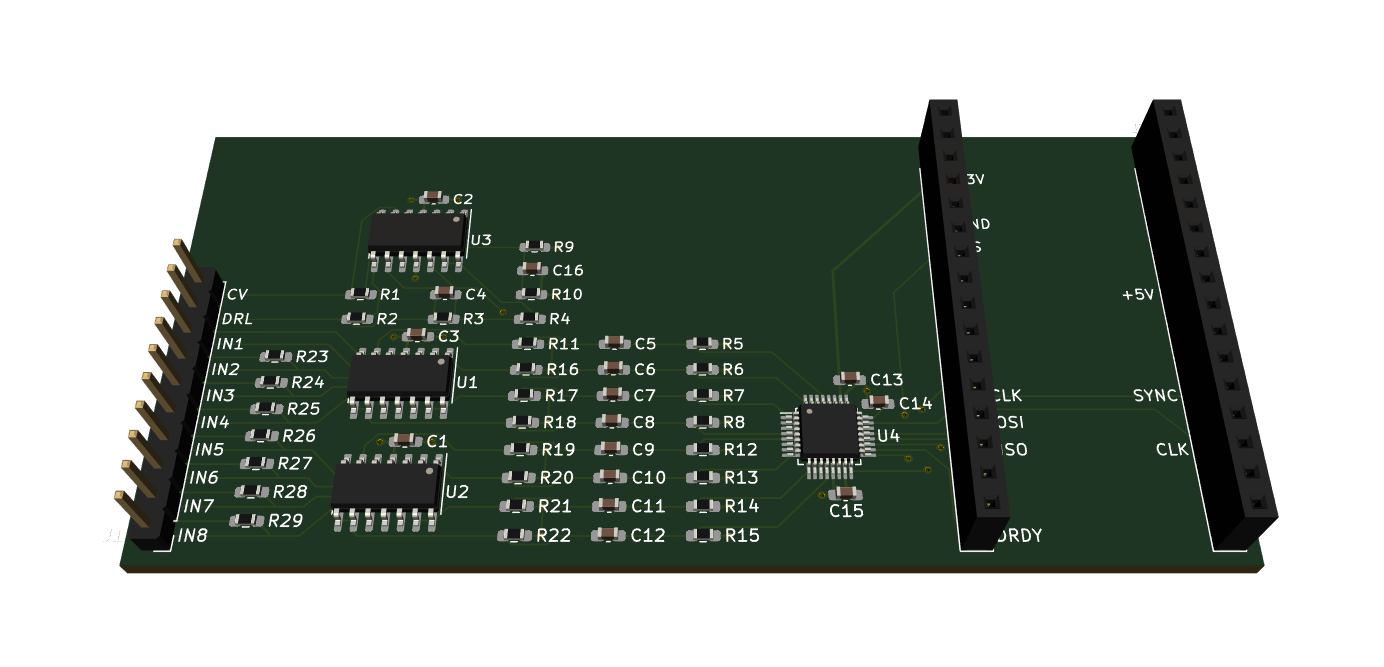 C2
3V
ND
S
U3
R9
C16
CV
R1
C4
R10
+5V
DRL
R2
R3
R4
C3
IN1
R23
R11
C5
R5
IN2
R24
U1
R16
C6
R6
C13
IN3
R25
R17
C7
R7
C14
CLK
SYNC
IN4
R26
R18
C8
R8
U4
OSI
IN5
R27
C1
R19
C9
R12
ISO
CLK
IN6
R28
U2
R20
C10
R13
IN7
R29
R21
C11
R14
C15
J1
IN8
R22
C12
R15
DRDY